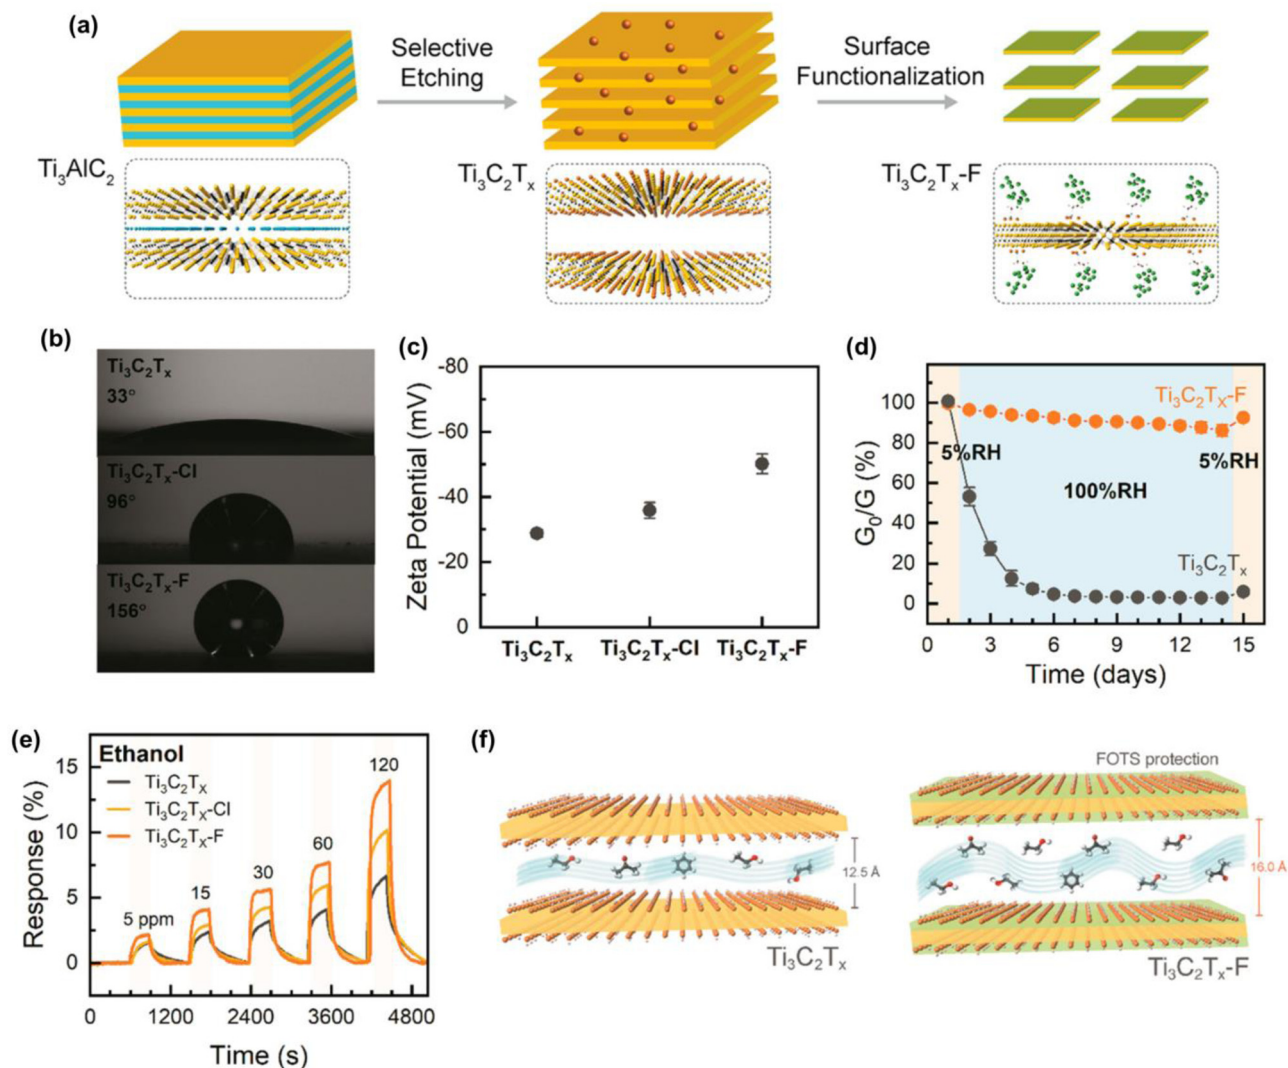 (a)
Selective
Etching
Surface
Functionalization
Ti₃AlC₂
Ti₃C₂Tₓ
Ti₃C₂Tₓ-F
(b)
Ti₃C₂Tₓ
33°
Ti₃C₂Tₓ-Cl
96°
Ti₃C₂Tₓ-F
156°
(c)
Zeta Potential (mV)
-80
-60
-40
-20
0
Ti₃C₂Tₓ Ti₃C₂Tₓ-Cl Ti₃C₂Tₓ-F
(d)
G₀/G (%)
100
80
60
40
20
0
Ti₃C₂Tₓ-F
5%RH
5%RH
100%RH
Ti₃C₂Tₓ
0 3 6 9 12 15
Time (days)
(e)
Response (%)
15
10
5
0
Ethanol
Ti₃C₂Tₓ
Ti₃C₂Tₓ-Cl
Ti₃C₂Tₓ-F
5 ppm
15
30
60
120
0 1200 2400 3600 4800
Time (s)
(f)
12.5 Å
Ti₃C₂Tₓ
FOTS protection
16.0 Å
Ti₃C₂Tₓ-F